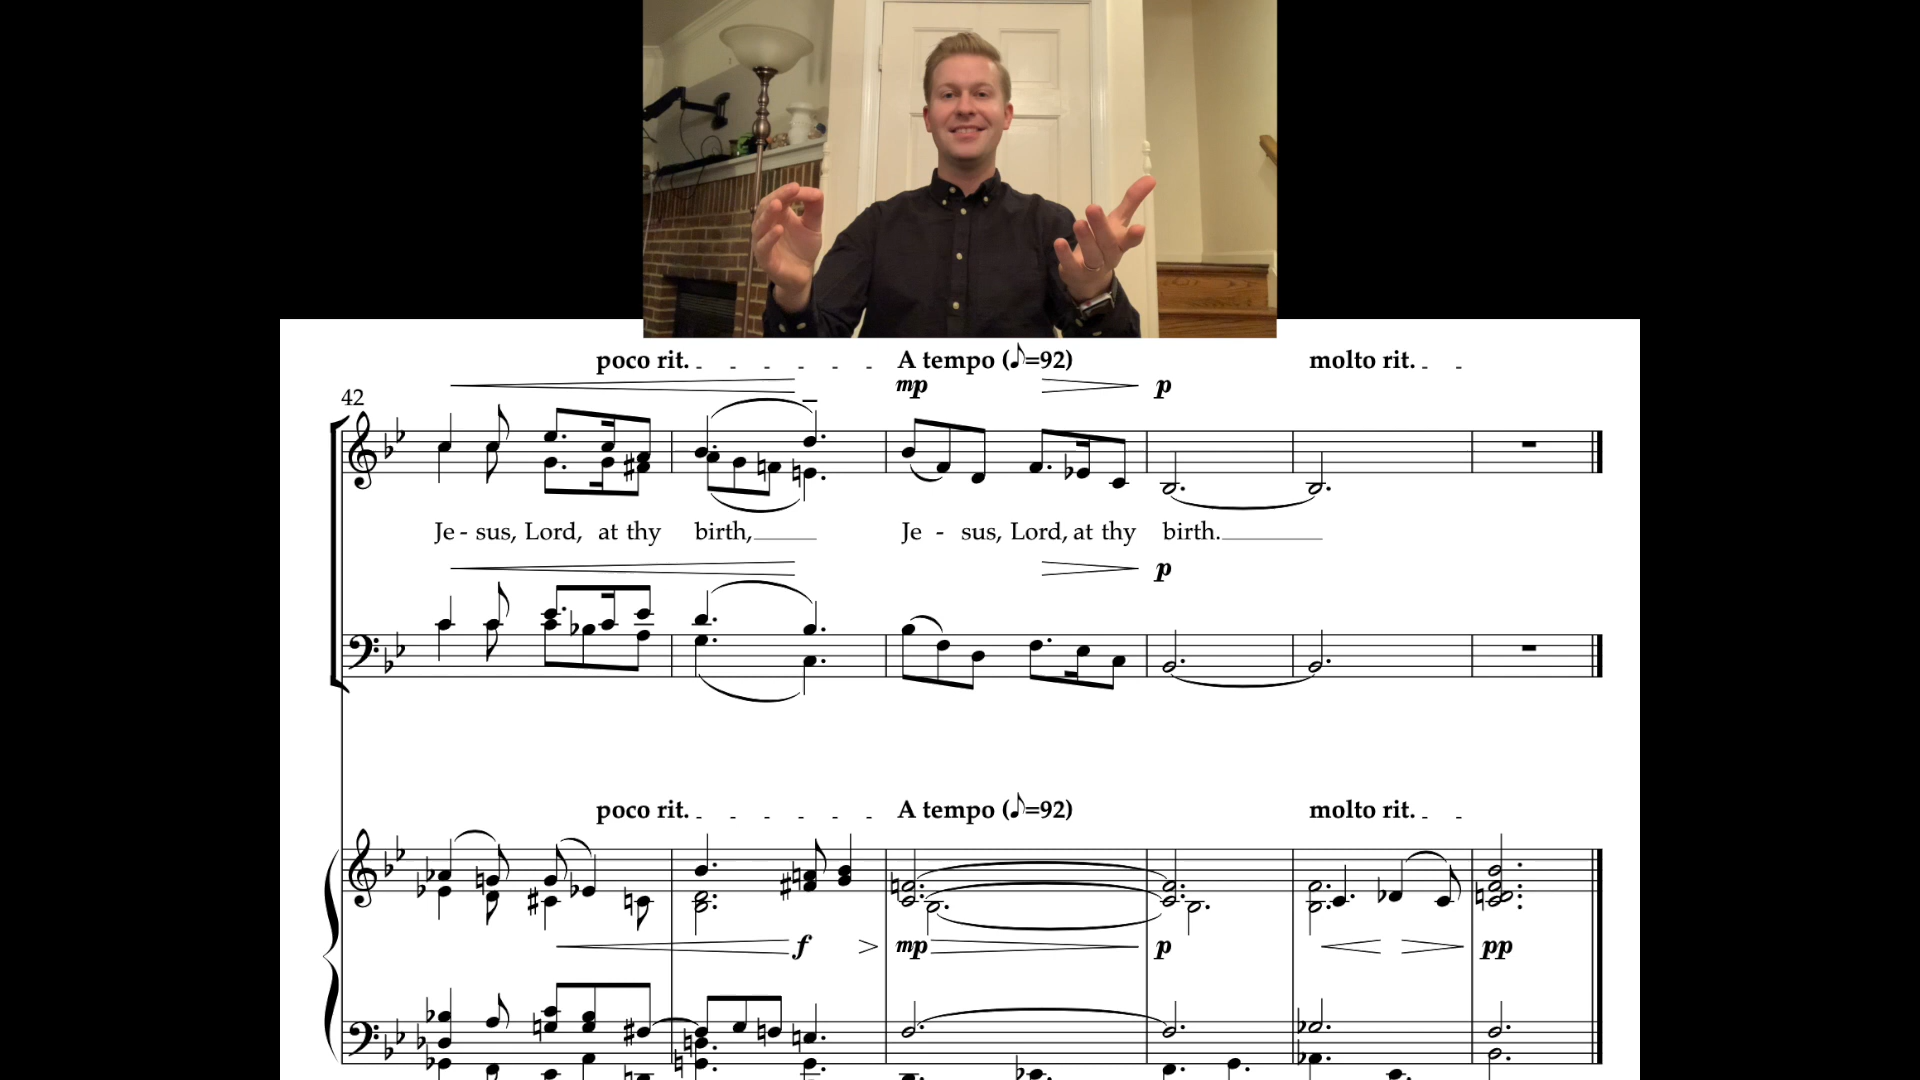 poco rit. A tempo (♪=92) molto rit.
mp p
42
Je - sus, Lord, at thy birth, Je - sus, Lord, at thy birth.
p
poco rit. A tempo (♪=92) molto rit.
f mp p pp